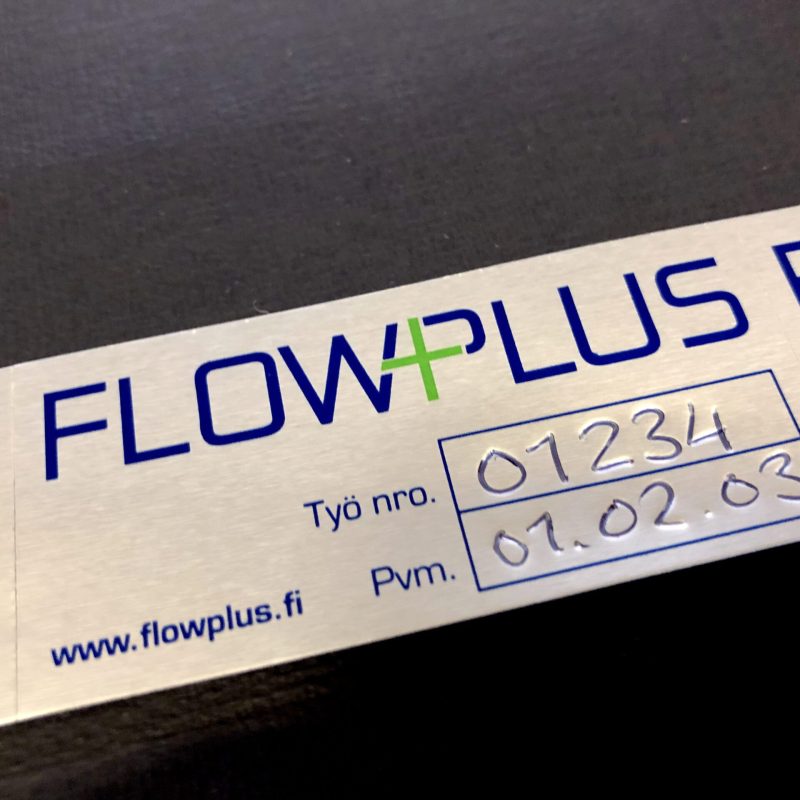 FLOWPLUS
Työ nro. 01234
Pvm. 01.02.03
www.flowplus.fi